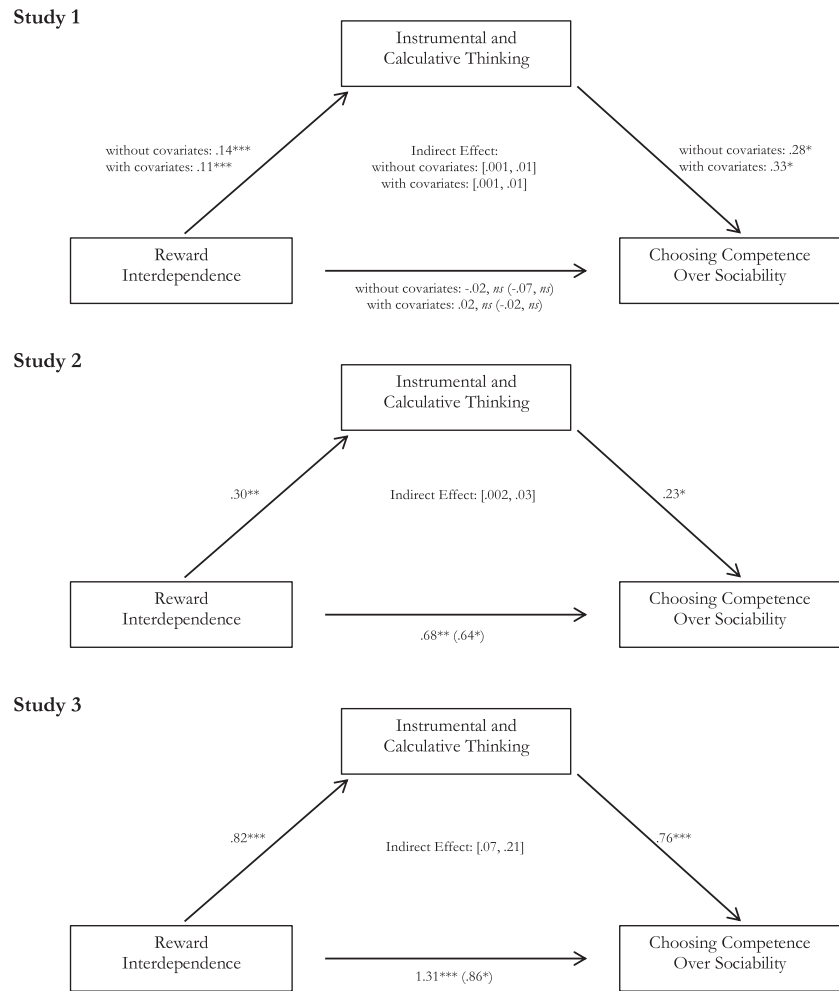 Study 1
Instrumental and
Calculative Thinking
without covariates: .14***
with covariates: .11***
Indirect Effect:
without covariates: [.001, .01]
with covariates: [.001, .01]
without covariates: .28*
with covariates: .33*
Reward
Interdependence
Choosing Competence
Over Sociability
without covariates: -.02, ns (-.07, ns)
with covariates: .02, ns (-.02, ns)
Study 2
Instrumental and
Calculative Thinking
.30**
Indirect Effect: [.002, .03]
.23*
Reward
Interdependence
Choosing Competence
Over Sociability
.68** (.64*)
Study 3
Instrumental and
Calculative Thinking
.82***
Indirect Effect: [.07, .21]
.76***
Reward
Interdependence
Choosing Competence
Over Sociability
1.31*** (.86*)